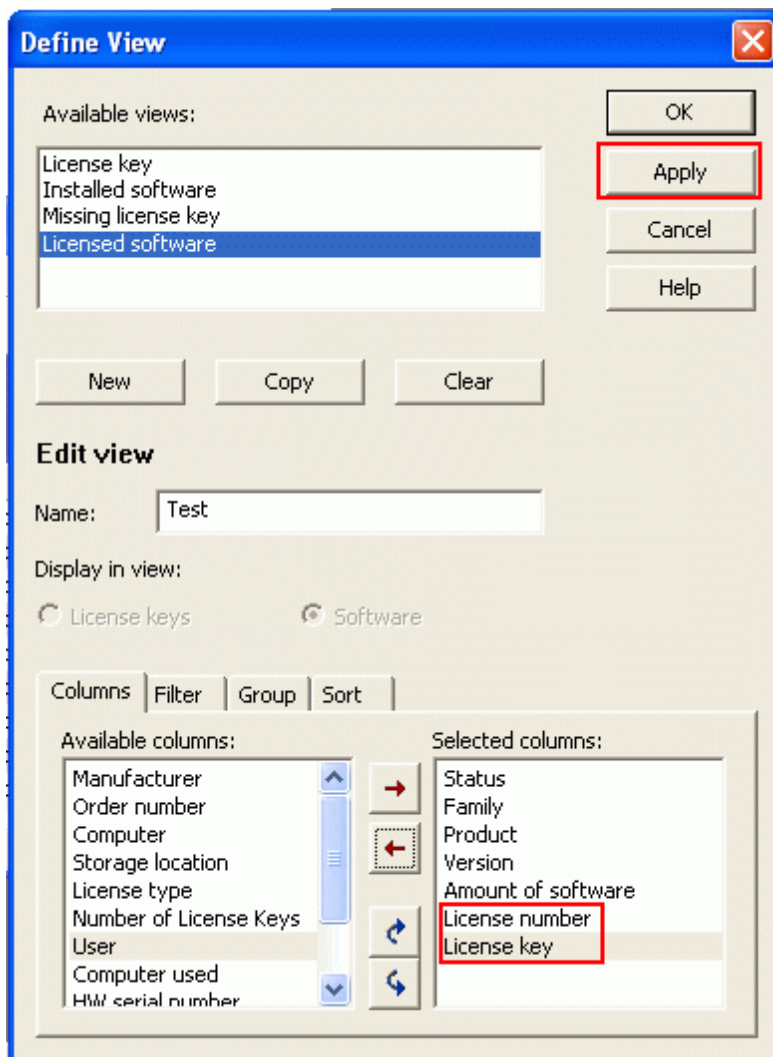 Define View
Available views:
OK
License key
Installed software
Missing license key
Licensed software
Apply
Cancel
Help
New Copy Clear
Edit view
Name: Test
Display in view:
License keys Software
Columns Filter Group Sort
Available columns: Selected columns:
Manufacturer
Order number
Computer
Storage location
License type
Number of License Keys
User
Computer used
HW serial number
Status
Family
Product
Version
Amount of software
License number
License key